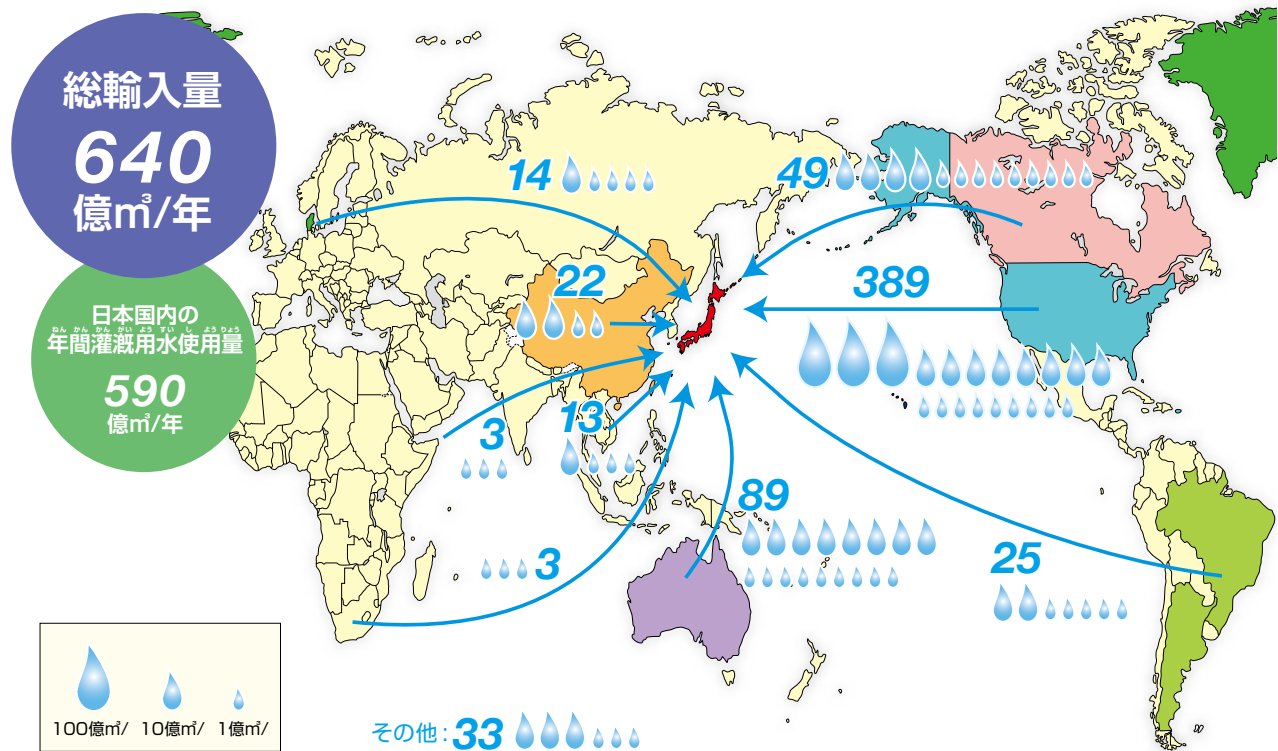 総輸入量
640
億㎥/年
日本国内の
ねん かん かん がい よう すい し よう りょう
年間灌漑用水使用量
590
億㎥/年
14
49
22
389
3
13
89
3
25
100億㎥/ 10億㎥/ 1億㎥/
その他：33